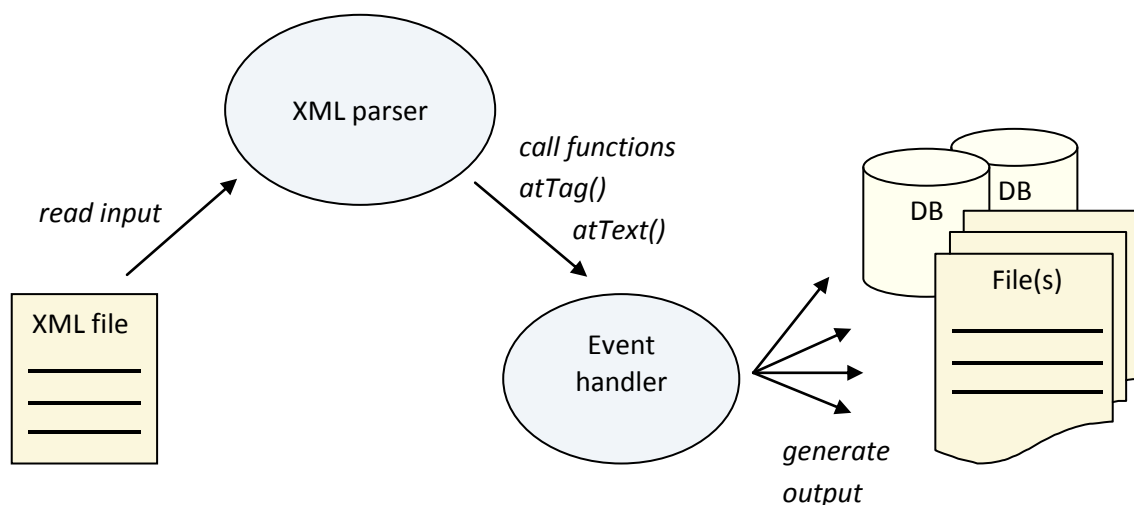 XML parser
call functions
atTag()
atText()
read input
XML file
Event
handler
DB
DB
File(s)
generate
output